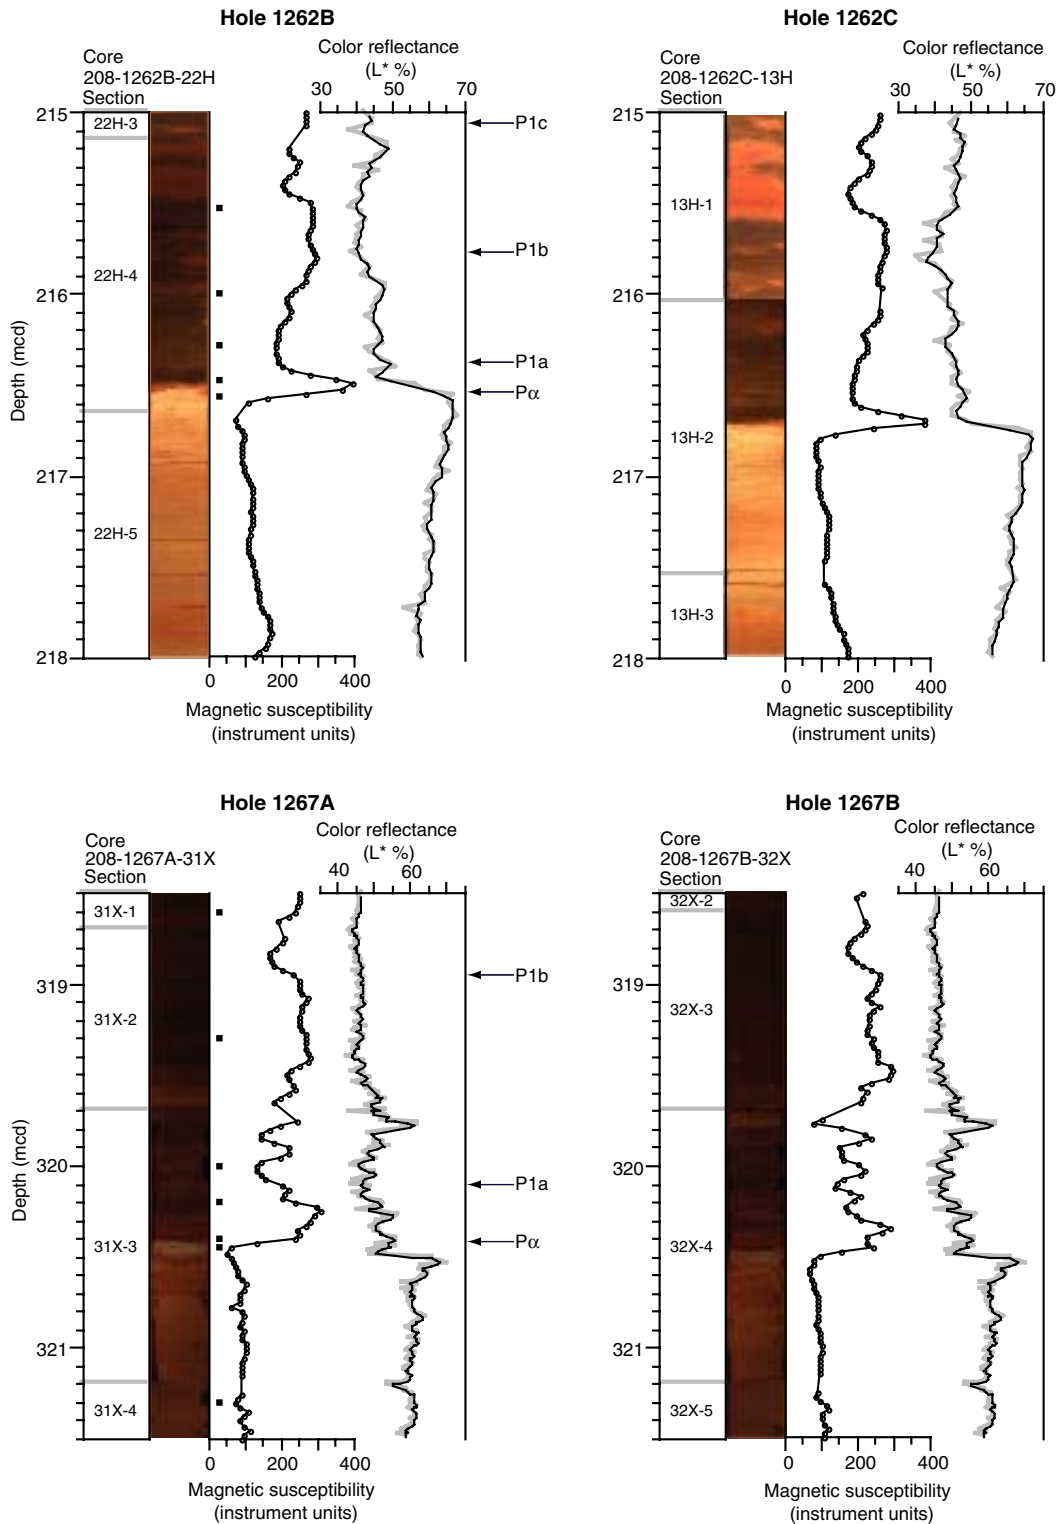 Hole 1262B
Core
208-1262B-22H
Section
Color reflectance
(L* %)
30 50 70
215
216
217
218
Depth (mcd)
22H-3
22H-4
22H-5
P1c
P1b
P1a
Pα
0 200 400
Magnetic susceptibility
(instrument units)
Hole 1262C
Core
208-1262C-13H
Section
Color reflectance
(L* %)
30 50 70
215
216
217
218
13H-1
13H-2
13H-3
0 200 400
Magnetic susceptibility
(instrument units)
Hole 1267A
Core
208-1267A-31X
Section
Color reflectance
(L* %)
40 60
319
320
321
Depth (mcd)
31X-1
31X-2
31X-3
31X-4
P1b
P1a
Pα
0 200 400
Magnetic susceptibility
(instrument units)
Hole 1267B
Core
208-1267B-32X
Section
Color reflectance
(L* %)
40 60
319
320
321
32X-2
32X-3
32X-4
32X-5
0 200 400
Magnetic susceptibility
(instrument units)